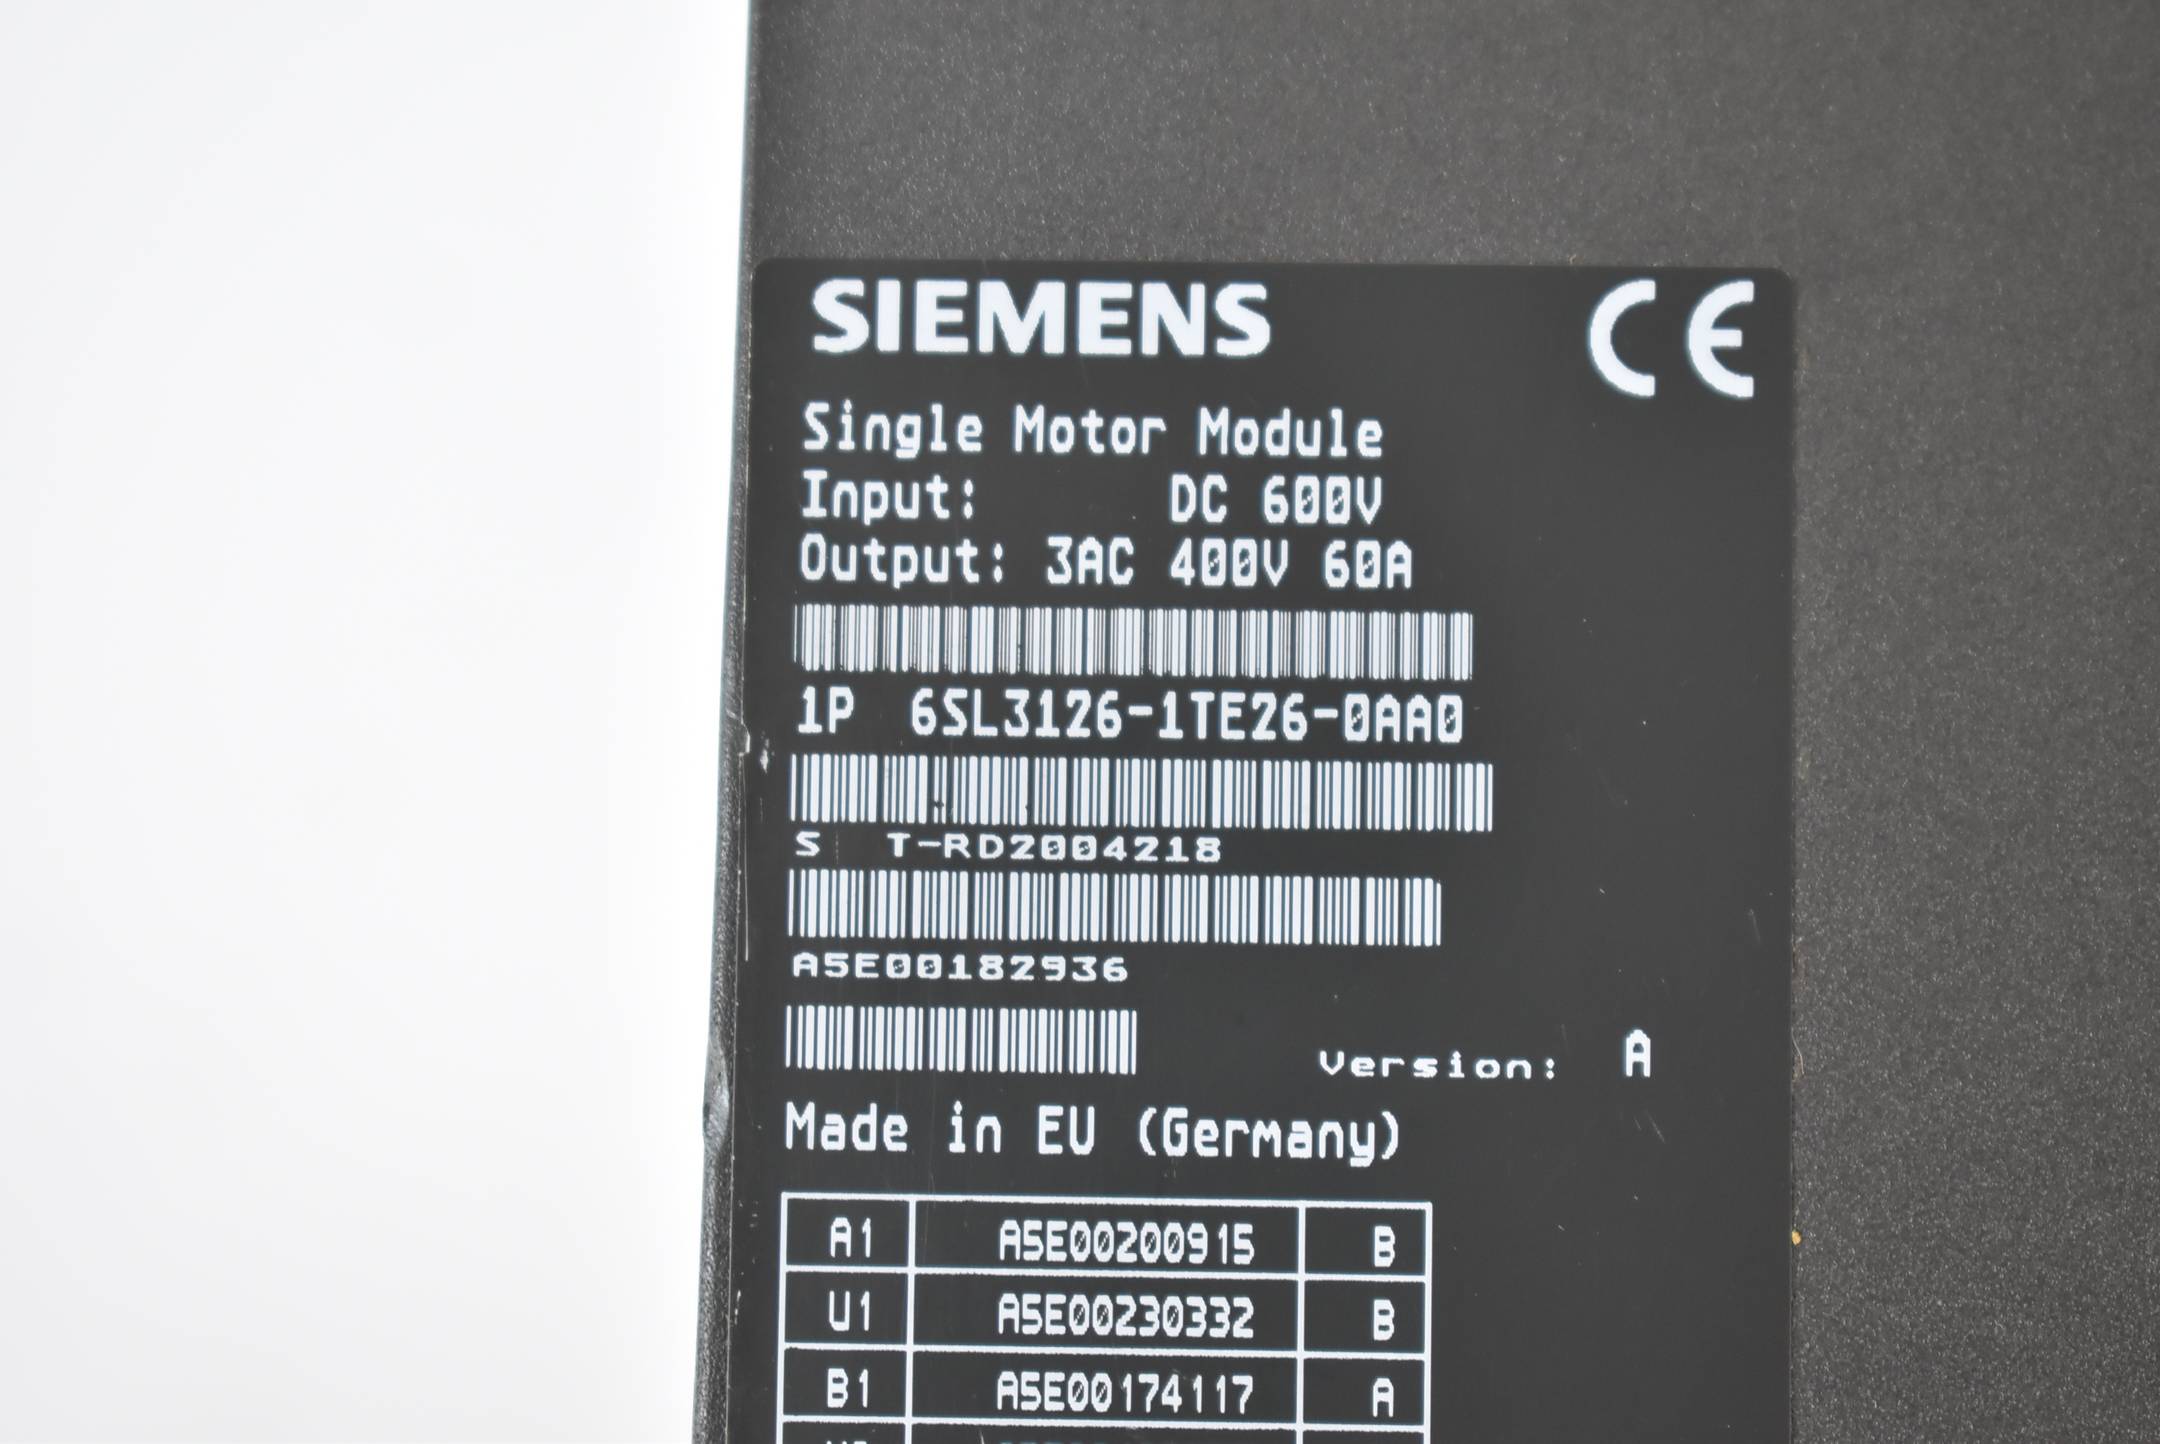 SIEMENS CE
Single Motor Module
Input: DC 600V
Output: 3AC 400V 60A
1P 6SL3126-1TE26-0AA0
S T-RD2004218
A5E00182936
Version: A
Made in EU (Germany)
A1 A5E00200915 B
U1 A5E00230332 B
B1 A5E00174117 A